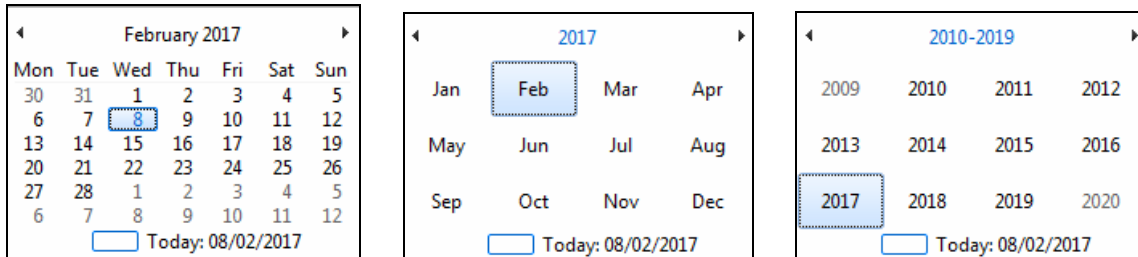 February 2017
Mon Tue Wed Thu Fri Sat Sun
30 31 1 2 3 4 5
6 7 8 9 10 11 12
13 14 15 16 17 18 19
20 21 22 23 24 25 26
27 28 1 2 3 4 5
6 7 8 9 10 11 12
Today: 08/02/2017
2017
Jan Feb Mar Apr
May Jun Jul Aug
Sep Oct Nov Dec
Today: 08/02/2017
2010-2019
2009 2010 2011 2012
2013 2014 2015 2016
2017 2018 2019 2020
Today: 08/02/2017